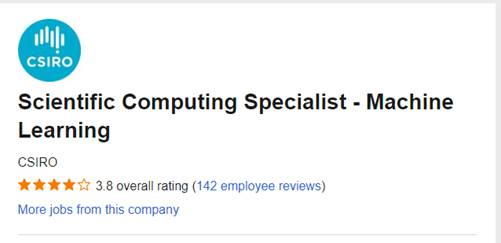 CSIRO
Scientific Computing Specialist - Machine
Learning
CSIRO
3.8 overall rating (142 employee reviews)
More jobs from this company